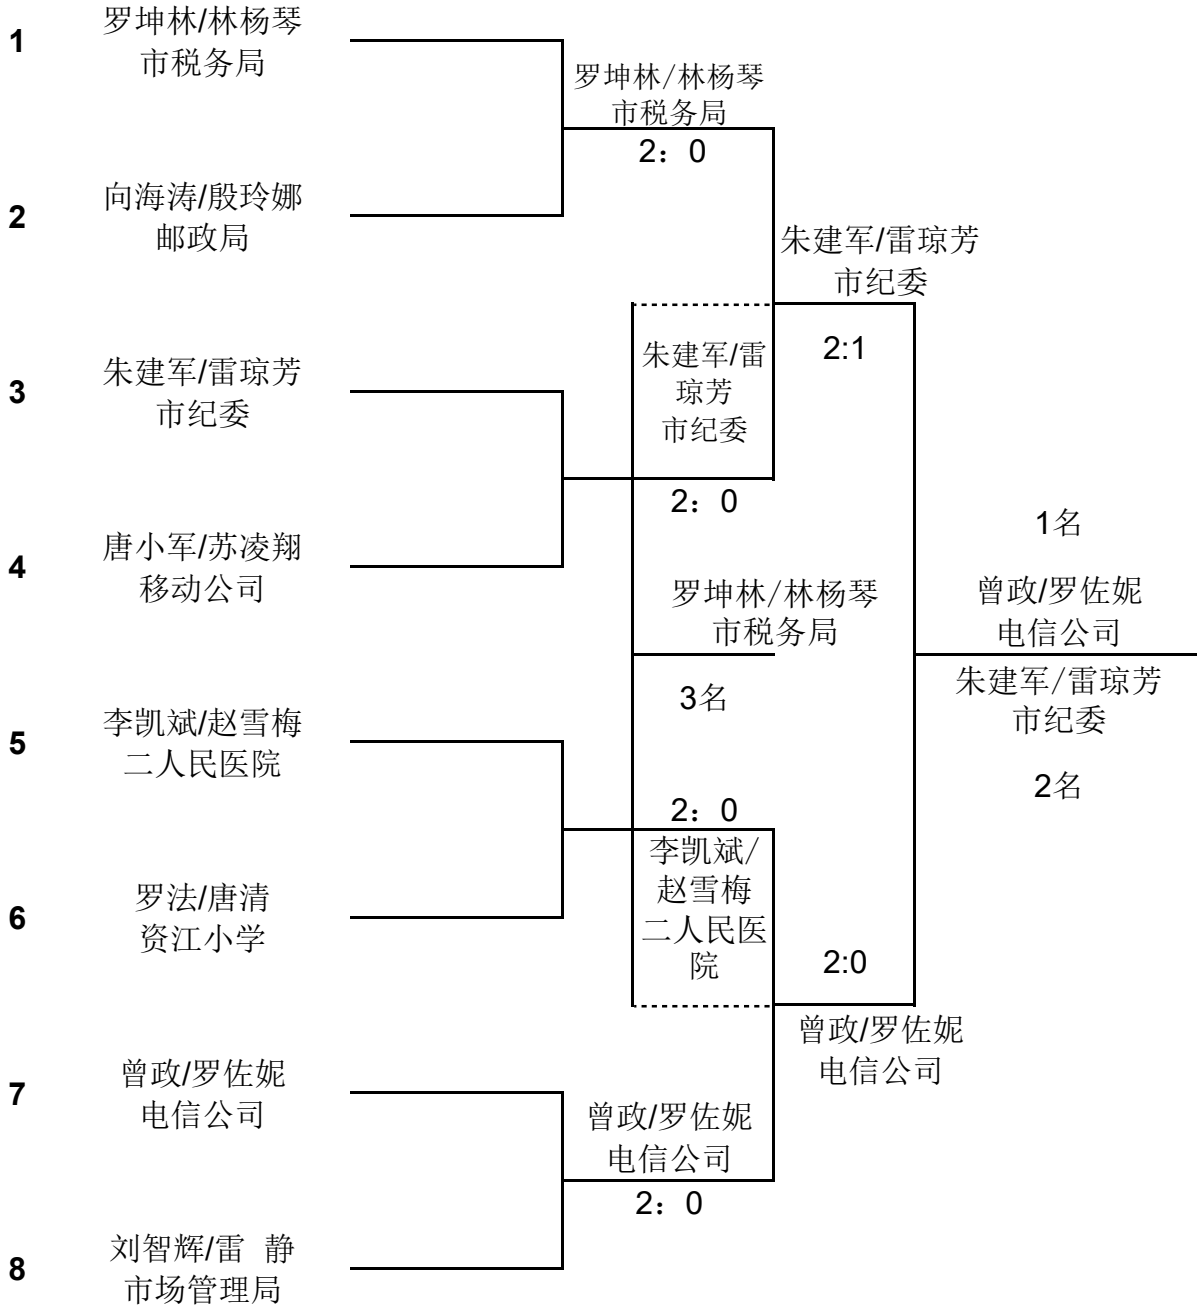 1
罗坤林/林杨琴
市税务局
2
向海涛/殷玲娜
邮政局
3
朱建军/雷琼芳
市纪委
4
唐小军/苏凌翔
移动公司
5
李凯斌/赵雪梅
二人民医院
6
罗法/唐清
资江小学
7
曾政/罗佐妮
电信公司
8
刘智辉/雷 静
市场管理局
罗坤林/林杨琴
市税务局
2：0
朱建军/雷
琼芳
市纪委
2：0
罗坤林/林杨琴
市税务局
3名
2：0
李凯斌/
赵雪梅
二人民医
院
曾政/罗佐妮
电信公司
2：0
朱建军/雷琼芳
市纪委
2:1
2:0
曾政/罗佐妮
电信公司
1名
曾政/罗佐妮
电信公司
朱建军/雷琼芳
市纪委
2名